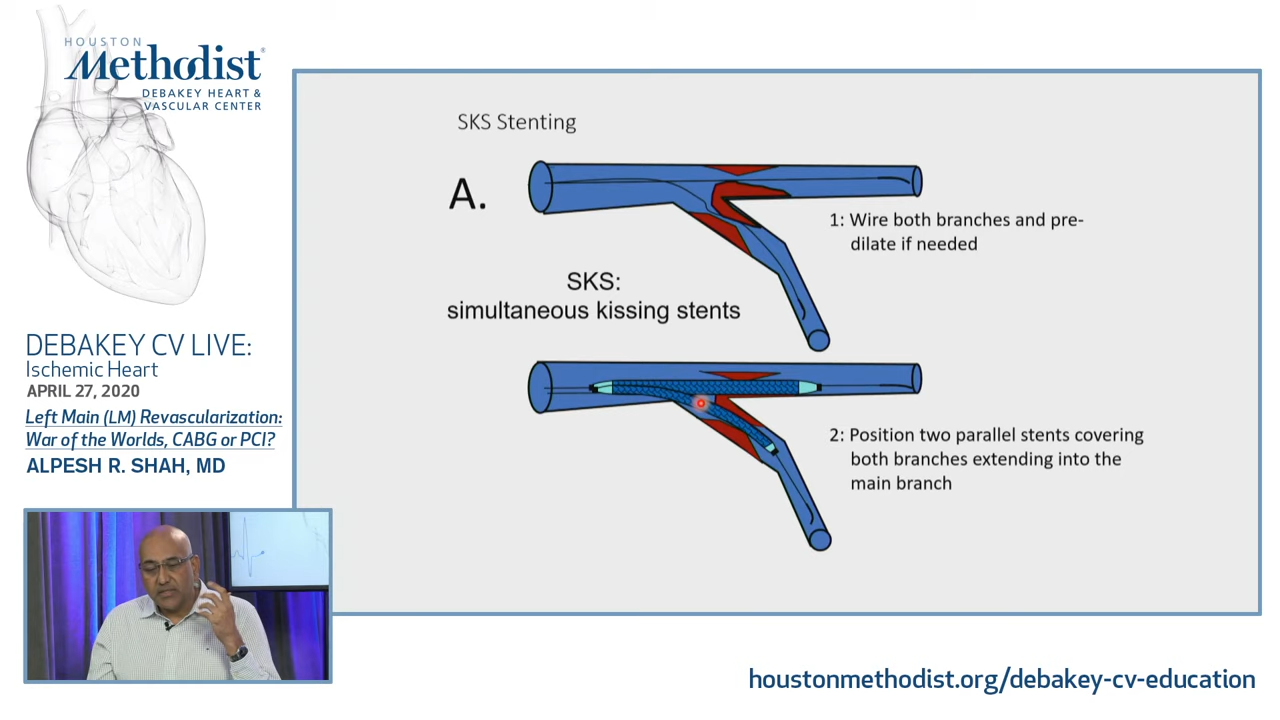 HOUSTON
Methodist®
DEBAKEY HEART &
VASCULAR CENTER
DEBAKEY CV LIVE:
Ischemic Heart
APRIL 27, 2020
Left Main (LM) Revascularization:
War of the Worlds, CABG or PCI?
ALPESH R. SHAH, MD
SKS Stenting
A.
1: Wire both branches and pre-
dilate if needed
SKS:
simultaneous kissing stents
2: Position two parallel stents covering
both branches extending into the
main branch
houstonmethodist.org/debakey-cv-education